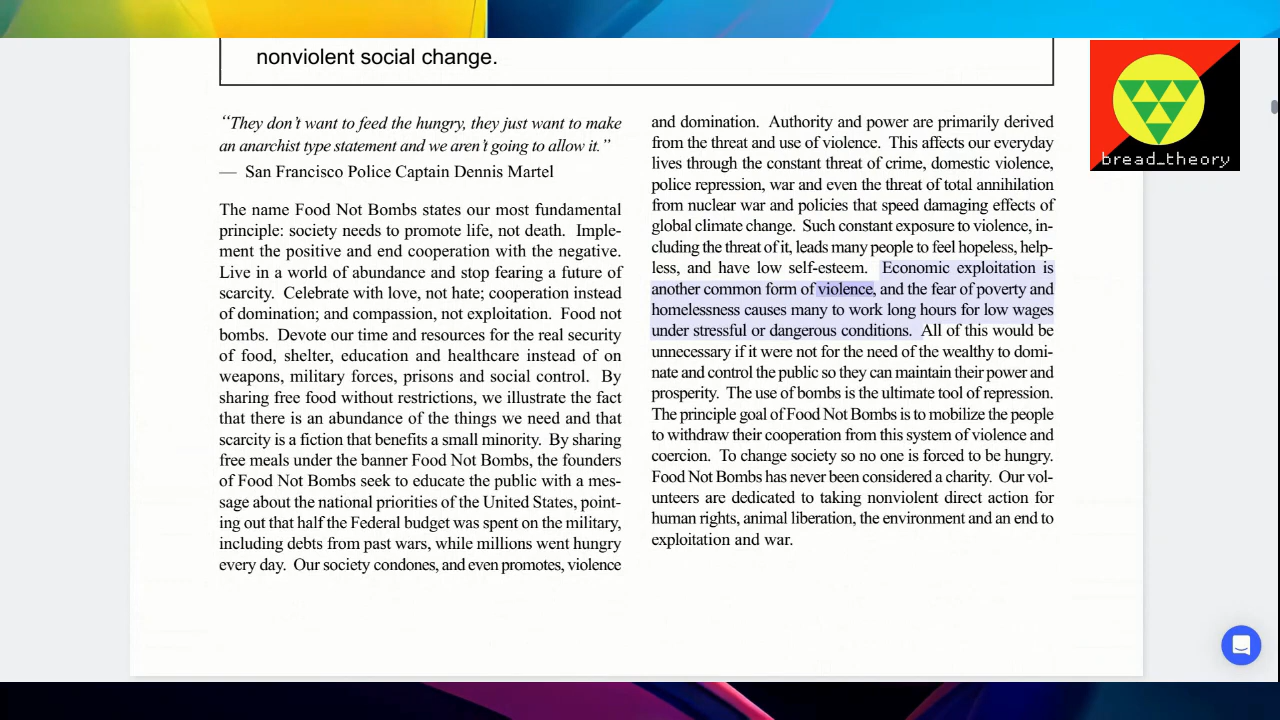 nonviolent social change.
“They don’t want to feed the hungry, they just want to make
an anarchist type statement and we aren’t going to allow it.”
— San Francisco Police Captain Dennis Martel
The name Food Not Bombs states our most fundamental
principle: society needs to promote life, not death. Imple-
ment the positive and end cooperation with the negative.
Live in a world of abundance and stop fearing a future of
scarcity. Celebrate with love, not hate; cooperation instead
of domination; and compassion, not exploitation. Food not
bombs. Devote our time and resources for the real security
of food, shelter, education and healthcare instead of on
weapons, military forces, prisons and social control. By
sharing free food without restrictions, we illustrate the fact
that there is an abundance of the things we need and that
scarcity is a fiction that benefits a small minority. By sharing
free meals under the banner Food Not Bombs, the founders
of Food Not Bombs seek to educate the public with a mes-
sage about the national priorities of the United States, point-
ing out that half the Federal budget was spent on the military,
including debts from past wars, while millions went hungry
every day. Our society condones, and even promotes, violence
and domination. Authority and power are primarily derived
from the threat and use of violence. This affects our everyday
lives through the constant threat of crime, domestic violence,
police repression, war and even the threat of total annihilation
from nuclear war and policies that speed damaging effects of
global climate change. Such constant exposure to violence, in-
cluding the threat of it, leads many people to feel hopeless, help-
less, and have low self-esteem. Economic exploitation is
another common form of violence, and the fear of poverty and
homelessness causes many to work long hours for low wages
under stressful or dangerous conditions. All of this would be
unnecessary if it were not for the need of the wealthy to domi-
nate and control the public so they can maintain their power and
prosperity. The use of bombs is the ultimate tool of repression.
The principle goal of Food Not Bombs is to mobilize the people
to withdraw their cooperation from this system of violence and
coercion. To change society so no one is forced to be hungry.
Food Not Bombs has never been considered a charity. Our vol-
unteers are dedicated to taking nonviolent direct action for
human rights, animal liberation, the environment and an end to
exploitation and war.
bread_theory